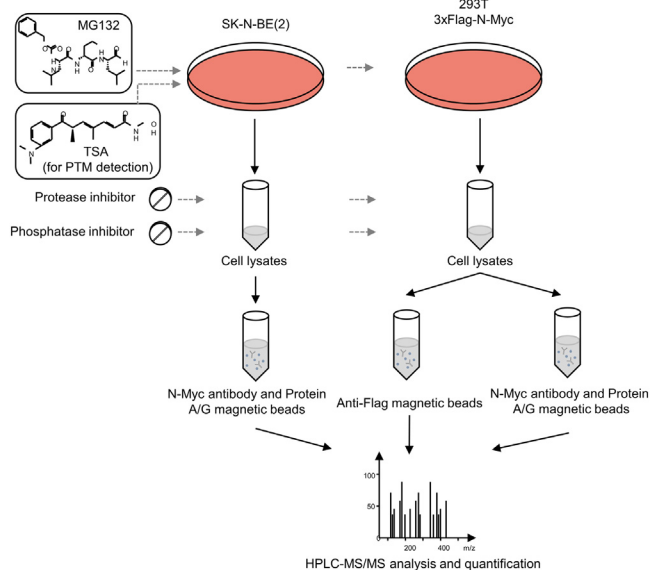 MG132
SK-N-BE(2)
293T
3xFlag-N-Myc
TSA
(for PTM detection)
Protease inhibitor
Phosphatase inhibitor
Cell lysates
Cell lysates
N-Myc antibody and Protein
A/G magnetic beads
Anti-Flag magnetic beads
N-Myc antibody and Protein
A/G magnetic beads
100
50
200
400
m/z
HPLC-MS/MS analysis and quantification